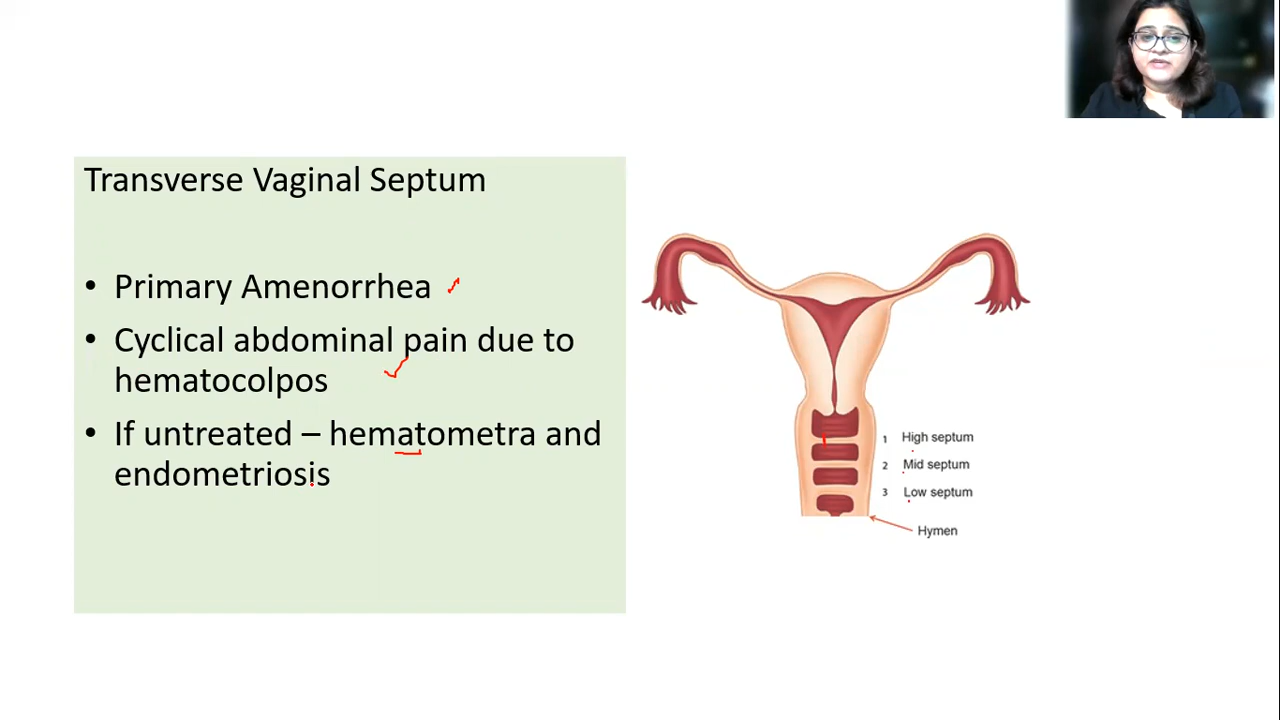 Transverse Vaginal Septum
• Primary Amenorrhea
• Cyclical abdominal pain due to
hematocolpos
• If untreated – hematometra and
endometriosis
1 High septum
2 Mid septum
3 Low septum
Hymen